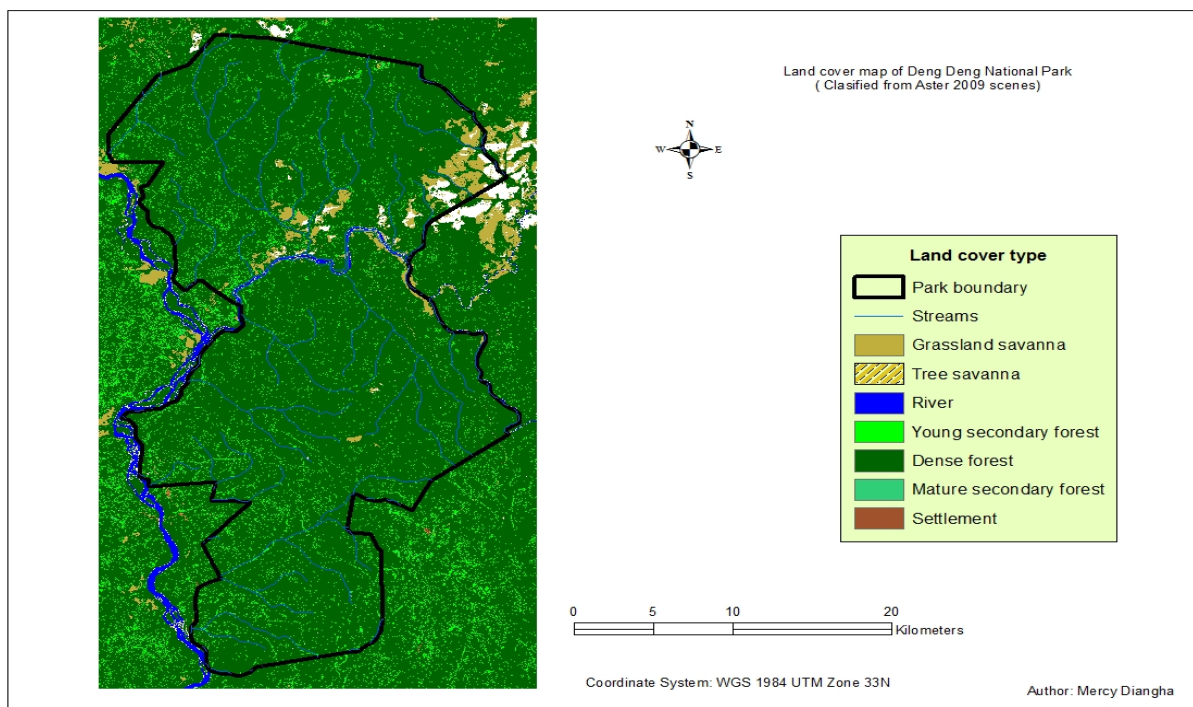 Land cover map of Deng Deng National Park
( Clasified from Aster 2009 scenes)
N
W E
S
Land cover type
Park boundary
Streams
Grassland savanna
Tree savanna
River
Young secondary forest
Dense forest
Mature secondary forest
Settlement
0 5 10 20
Kilometers
Coordinate System: WGS 1984 UTM Zone 33N
Author: Mercy Diangha